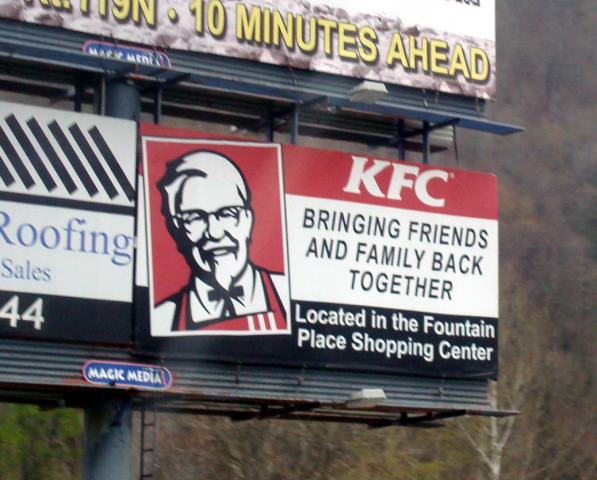 119N · 10 MINUTES AHEAD
MAGIC MEDIA
Roofing
Sales
44
KFC
BRINGING FRIENDS
AND FAMILY BACK
TOGETHER
Located in the Fountain
Place Shopping Center
MAGIC MEDIA